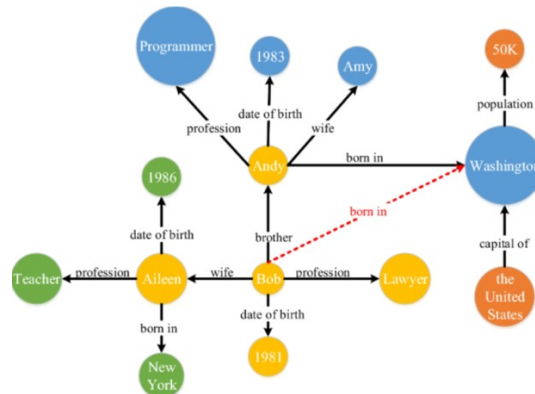 Programmer
1983
Amy
50K
profession
date of birth
wife
population
Andy
born in
Washington
1986
born in
date of birth
brother
capital of
Teacher
profession
Aileen
wife
Bob
profession
Lawyer
the
United
States
born in
date of birth
New
York
1981